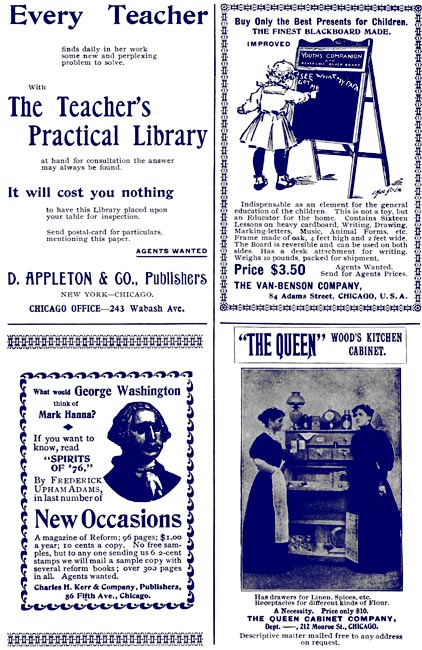 Every Teacher
finds daily in her work
some new and perplexing
problem to solve.
With
The Teacher's
Practical Library
at hand for consultation the answer
may always be found.
It will cost you nothing
to have this Library placed upon
your table for inspection.
Send postal-card for particulars,
mentioning this paper.
AGENTS WANTED
D. APPLETON & CO., Publishers
NEW YORK—CHICAGO.
CHICAGO OFFICE—243 Wabash Ave.
Buy Only the Best Presents for Children.
THE FINEST BLACKBOARD MADE.
IMPROVED
YOUTH'S COMPANION
AND
SEE WHAT MY PAPA
GOT
Indispensable as an element for the general
education of the children. This is not a toy, but
an Educator for the home. Contains Sixteen
Lessons on heavy cardboard, Writing, Drawing,
Marking-letters, Music, Animal Forms, etc.
Frame made of oak, 4 feet high and 2 feet wide.
The Board is reversible and can be used on both
sides. Has a desk attachment for writing.
Weighs 10 pounds, packed for shipment.
Price $3.50
Agents Wanted.
Send for Agents Prices.
THE VAN-BENSON COMPANY,
84 Adams Street, CHICAGO, U. S. A.
What would George Washington
think of
Mark Hanna?
If you want to
know, read
"SPIRITS
OF '76,"
BY FREDERICK
UPHAM ADAMS,
in last number of
New Occasions
A magazine of Reform; 96 pages; $1.00
a year; 10 cents a copy. No free sam-
ples, but to any one sending us 6 2-cent
stamps we will mail a sample copy with
several reform books; over 303 pages
in all. Agents wanted.
Charles H. Kerr & Company, Publishers,
56 Fifth Ave., Chicago.
"THE QUEEN" WOOD'S KITCHEN
CABINET.
Has drawers for Linen, Spices, etc.
Receptacles for different kinds of Flour.
A Necessity. Price only $10.
THE QUEEN CABINET COMPANY,
Dept. —, 212 Monroe St., CHICAGO.
Descriptive matter mailed free to any address
on request.